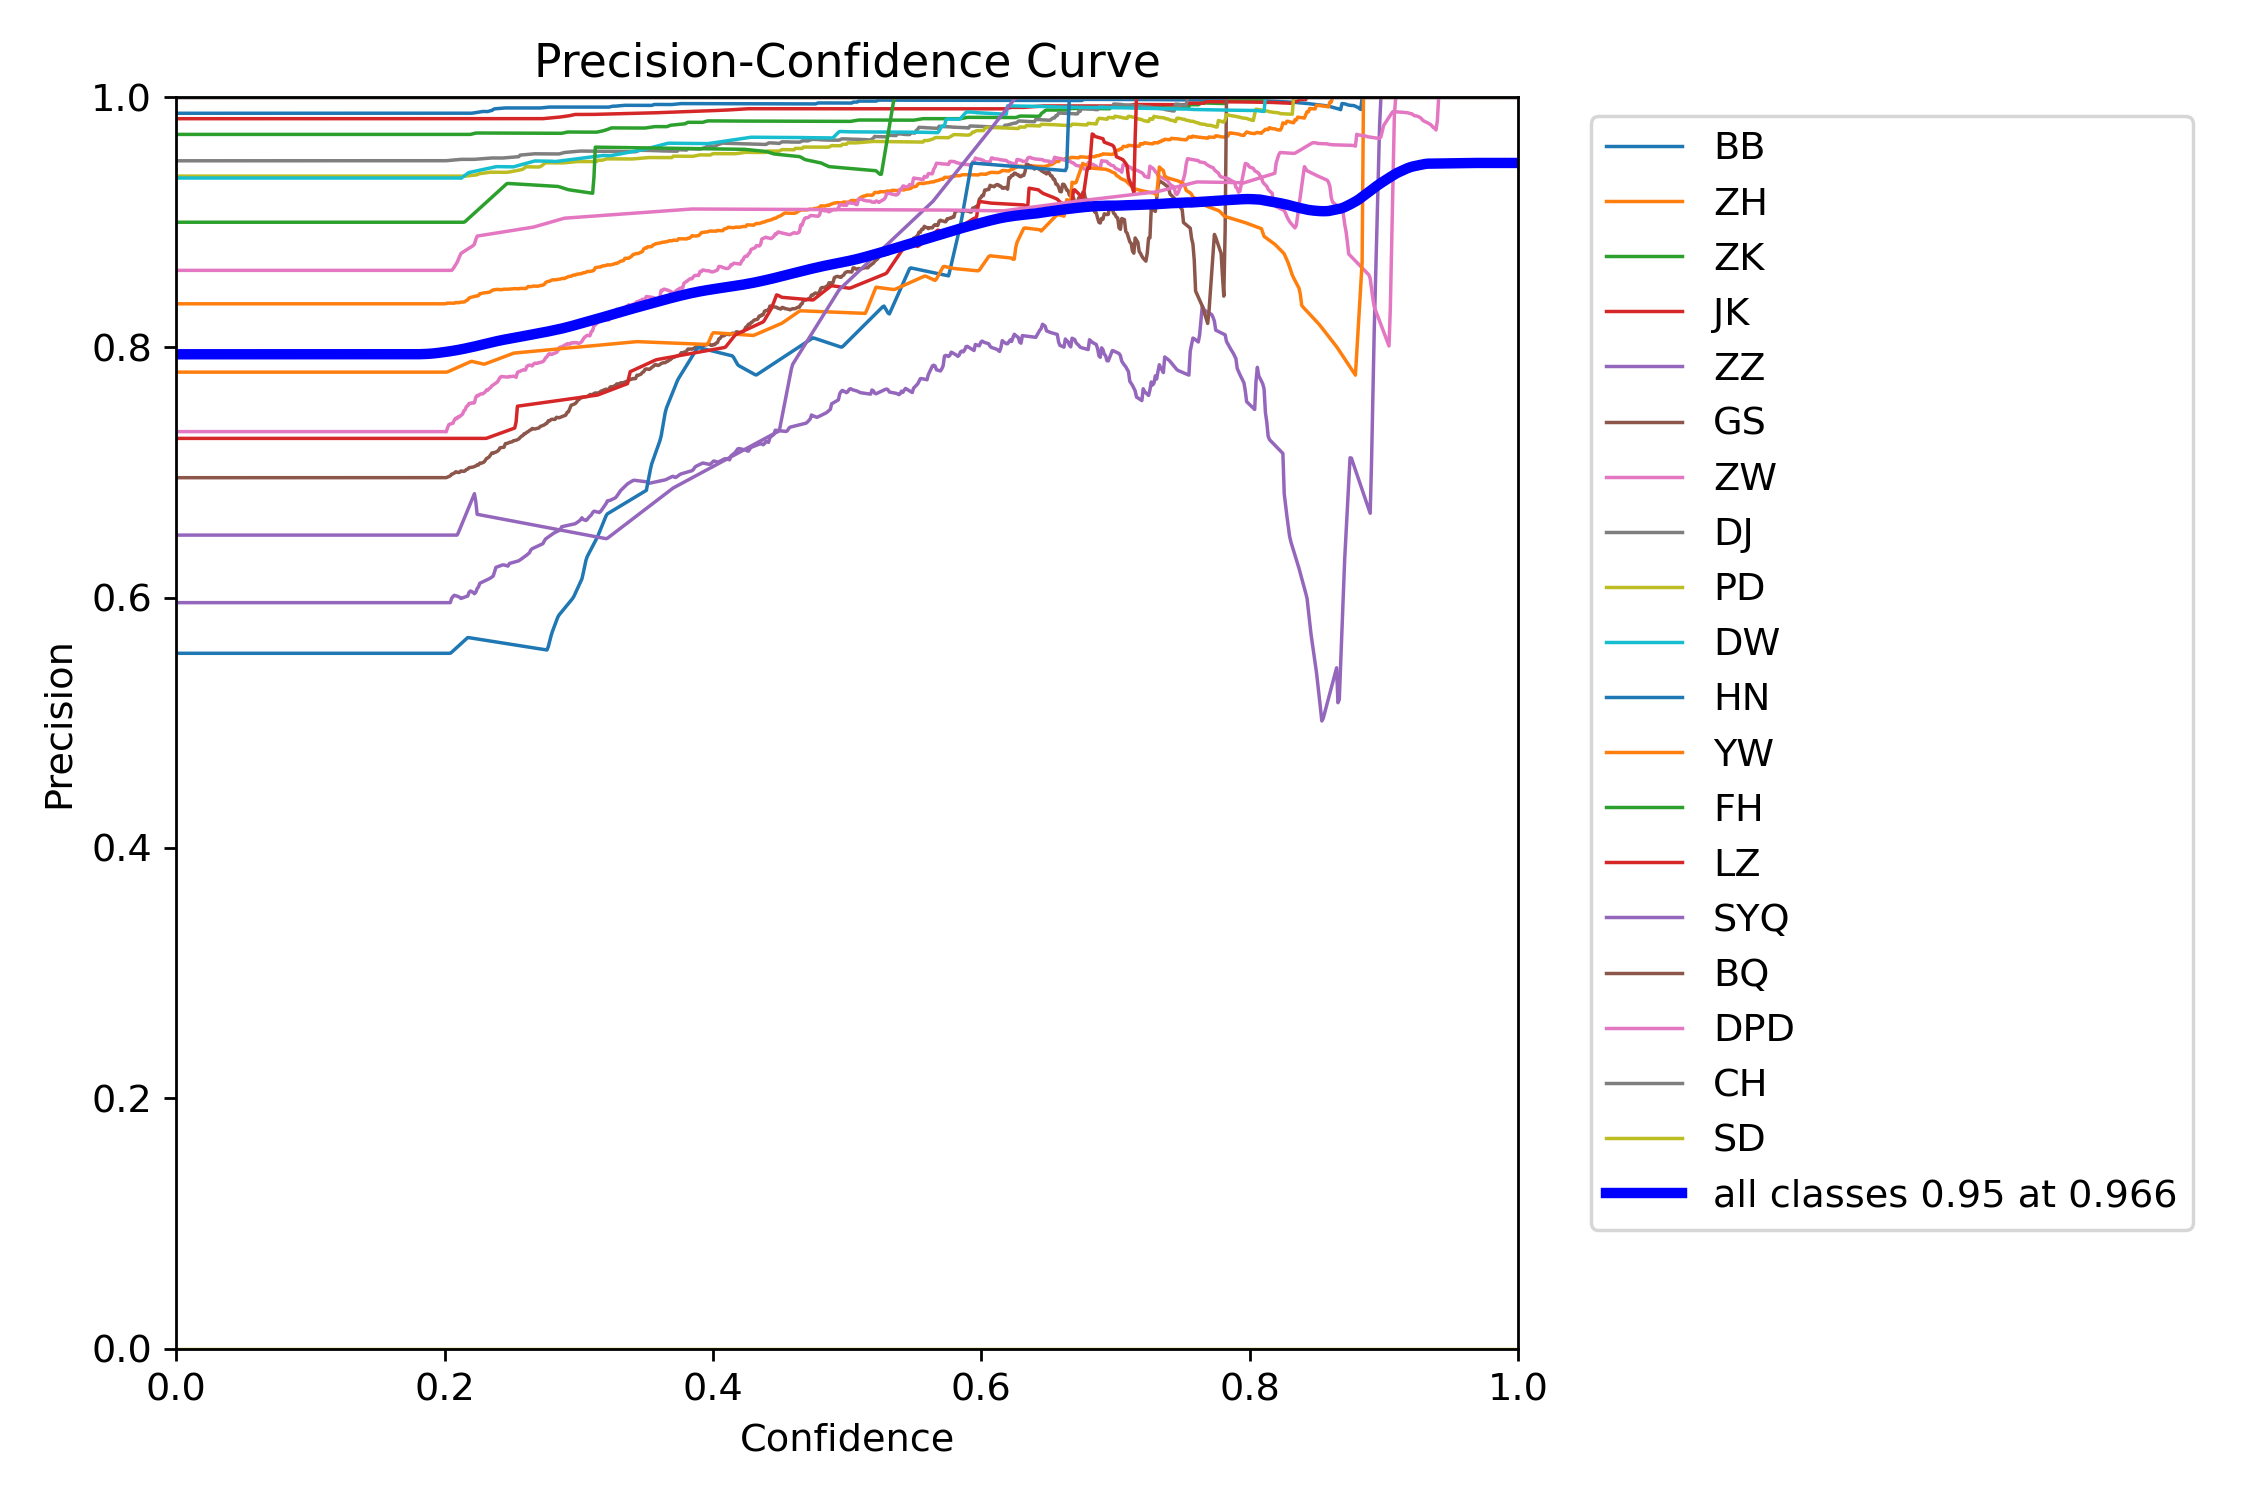 Precision-Confidence Curve
1.0
0.8
0.6
0.4
0.2
0.0
Precision
0.0 0.2 0.4 0.6 0.8 1.0
Confidence
BB
ZH
ZK
JK
ZZ
GS
ZW
DJ
PD
DW
HN
YW
FH
LZ
SYQ
BQ
DPD
CH
SD
all classes 0.95 at 0.966